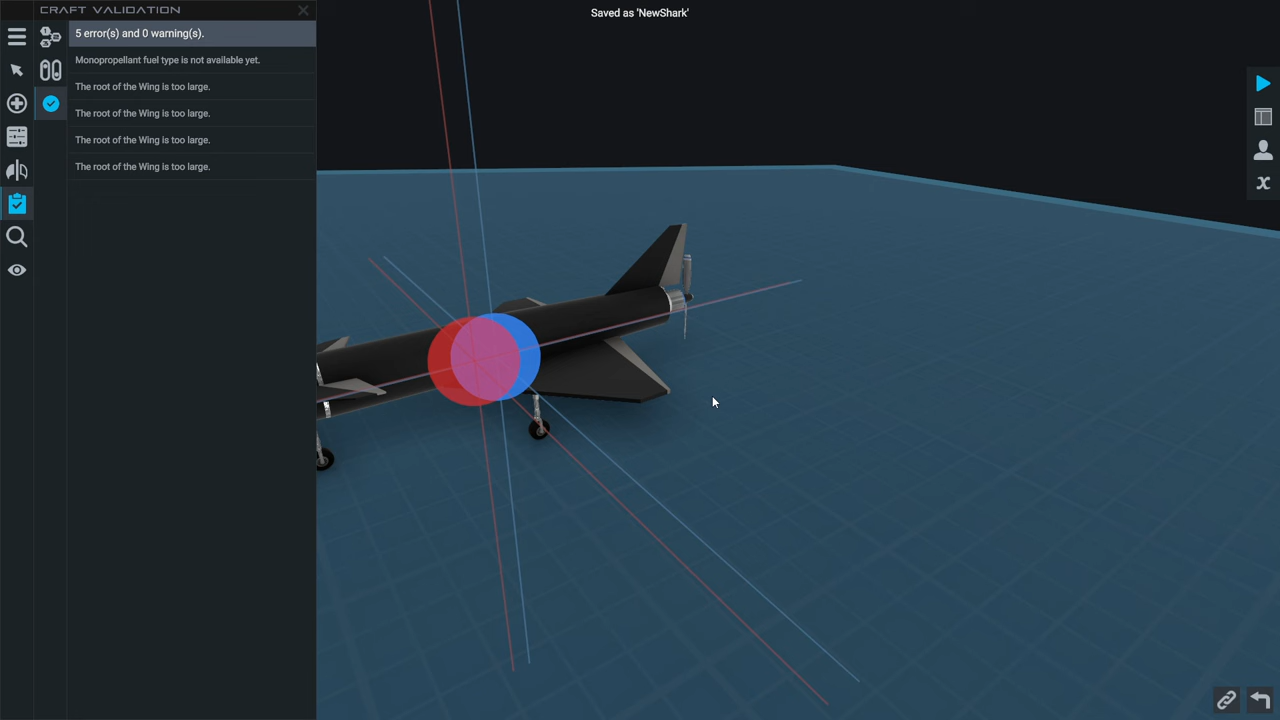 CRAFT VALIDATION
Saved as 'NewShark'
5 error(s) and 0 warning(s).
Monopropellant fuel type is not available yet.
The root of the Wing is too large.
The root of the Wing is too large.
The root of the Wing is too large.
The root of the Wing is too large.